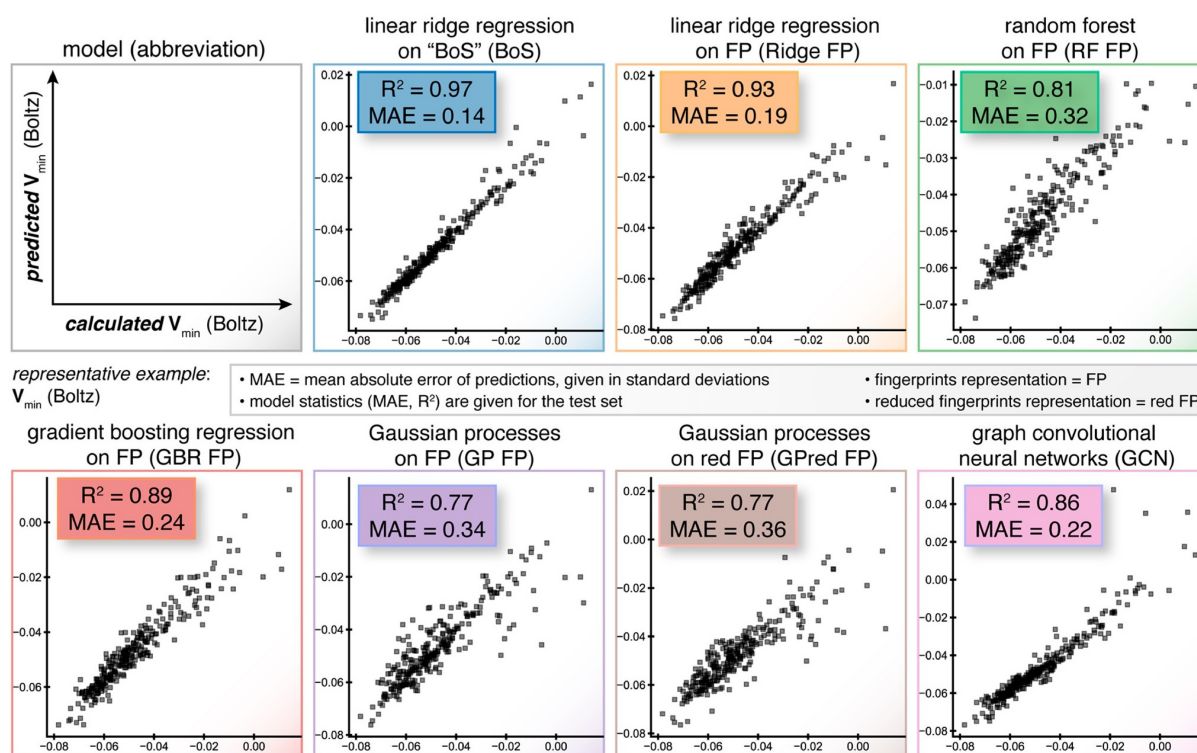 model (abbreviation)
predicted Vmin (Boltz)
calculated Vmin (Boltz)
linear ridge regression
on “BoS” (BoS)
R² = 0.97
MAE = 0.14
0.02
0.00
−0.04
−0.06
−0.08 −0.06 −0.04 −0.02 0.00
linear ridge regression
on FP (Ridge FP)
R² = 0.93
MAE = 0.19
0.02
0.00
−0.02
−0.04
−0.06
−0.08
−0.08 −0.06 −0.04 −0.02 0.00
random forest
on FP (RF FP)
R² = 0.81
MAE = 0.32
−0.01
−0.02
−0.03
−0.04
−0.05
−0.06
−0.07
−0.08 −0.06 −0.04 −0.02 0.00
representative example:
Vmin (Boltz)
• MAE = mean absolute error of predictions, given in standard deviations
• model statistics (MAE, R²) are given for the test set
• fingerprints representation = FP
• reduced fingerprints representation = red FP
gradient boosting regression
on FP (GBR FP)
R² = 0.89
MAE = 0.24
0.00
−0.02
−0.04
−0.06
−0.08 −0.06 −0.04 −0.02 0.00
Gaussian processes
on FP (GP FP)
R² = 0.77
MAE = 0.34
0.01
0.00
−0.01
−0.02
−0.03
−0.04
−0.05
−0.06
−0.07
−0.08 −0.06 −0.04 −0.02 0.00
Gaussian processes
on red FP (GPred FP)
R² = 0.77
MAE = 0.36
0.02
0.00
−0.02
−0.04
−0.06
−0.08
−0.08 −0.06 −0.04 −0.02 0.00
graph convolutional
neural networks (GCN)
R² = 0.86
MAE = 0.22
0.04
0.02
0.00
−0.02
−0.04
−0.06
−0.08
−0.08 −0.06 −0.04 −0.02 0.00